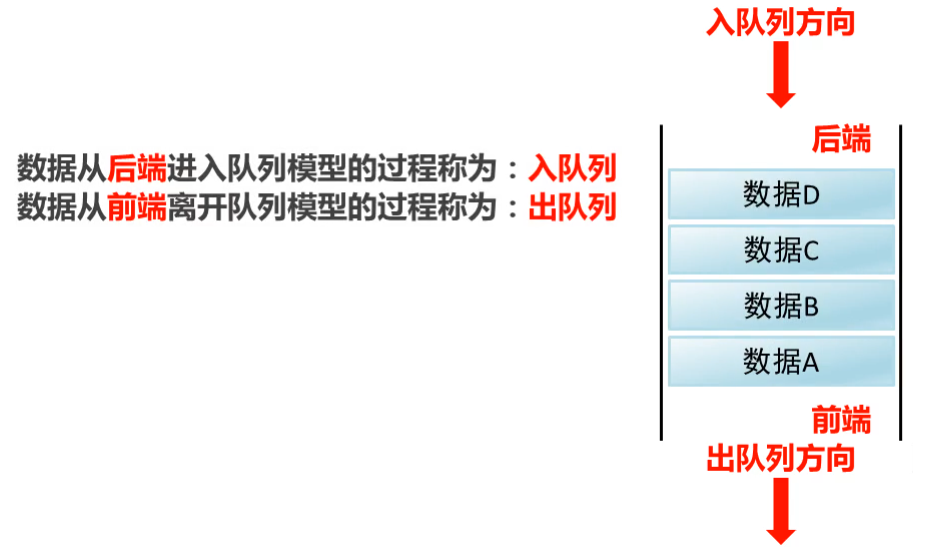 入队列方向
后端
数据从后端进入队列模型的过程称为：入队列
数据从前端离开队列模型的过程称为：出队列
数据D
数据C
数据B
数据A
前端
出队列方向